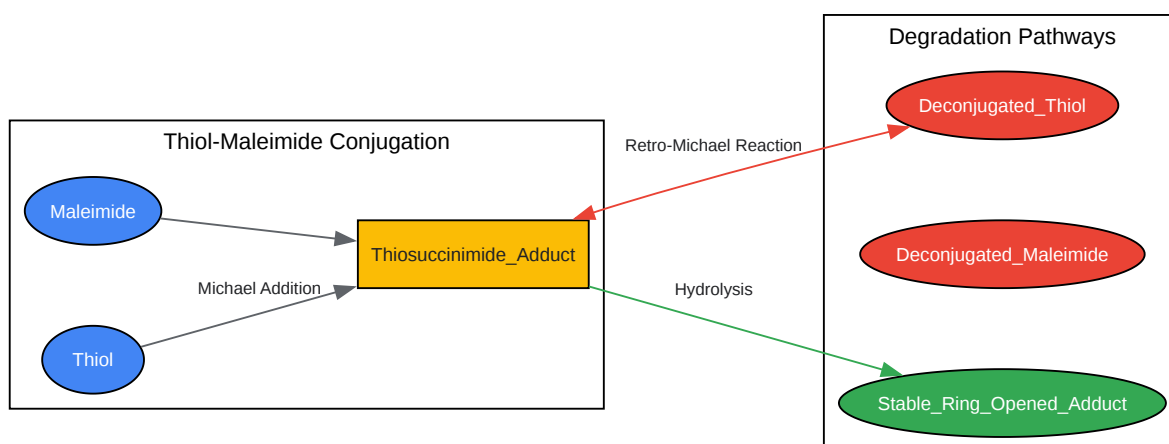 Thiol-Maleimide Conjugation
Maleimide
Thiol
Michael Addition
Thiosuccinimide_Adduct
Retro-Michael Reaction
Hydrolysis
Degradation Pathways
Deconjugated_Thiol
Deconjugated_Maleimide
Stable_Ring_Opened_Adduct